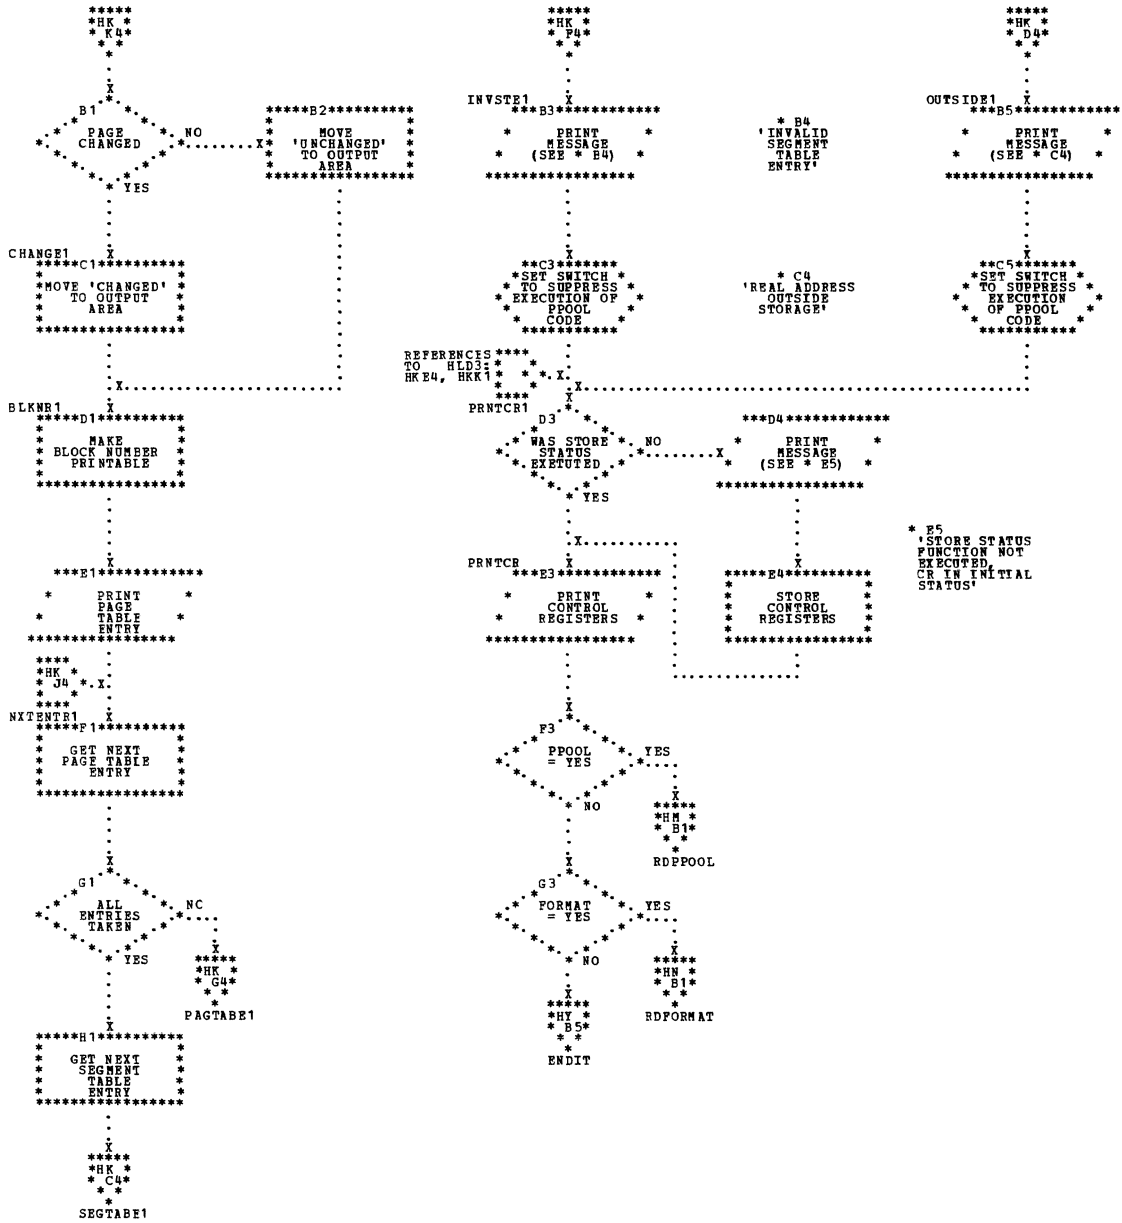 HK
K4
HK
F4
HK
D4
B1
PAGE
CHANGED
NO
YES
B2
MOVE
'UNCHANGED'
TO OUTPUT
AREA
INVSTE1
B3
PRINT
MESSAGE
(SEE * B4)
* B4
'INVALID
SEGMENT
TABLE
ENTRY'
OUTSIDE1
B5
PRINT
MESSAGE
(SEE * C4)
CHANGE1
C1
MOVE 'CHANGED'
TO OUTPUT
AREA
C3
SET SWITCH
TO SUPPRESS
EXECUTION OF
PPOOL
CODE
* C4
'REAL ADDRESS
OUTSIDE
STORAGE'
C5
SET SWITCH
TO SUPPRESS
EXECUTION
OF PPOOL
CODE
REFERENCES
TO HLD3:
HKE4, HKK1
BLKNR1
D1
MAKE
BLOCK NUMBER
PRINTABLE
PRNTCR1
D3
WAS STORE
STATUS
EXETUTED
NO
YES
D4
PRINT
MESSAGE
(SEE * E5)
* E5
'STORE STATUS
FUNCTION NOT
EXECUTED,
CR IN INITIAL
STATUS'
E1
PRINT
PAGE
TABLE
ENTRY
PRNTCR
E3
PRINT
CONTROL
REGISTERS
E4
STORE
CONTROL
REGISTERS
HK
J4
NXTENTR1
F1
GET NEXT
PAGE TABLE
ENTRY
F3
PPOOL
= YES
YES
NO
HM
B1
RDPPOOL
G1
ALL
ENTRIES
TAKEN
NC
YES
HK
G4
PAGTABE1
G3
FORMAT
= YES
YES
NO
HN
B1
RDFORMAT
HY
B5
ENDIT
H1
GET NEXT
SEGMENT
TABLE
ENTRY
HK
C4
SEGTABE1